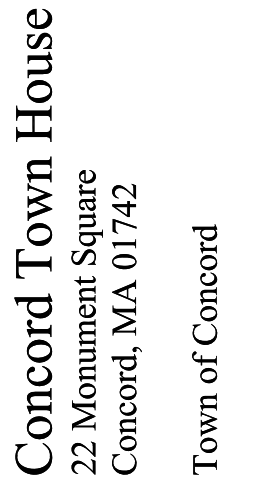 Concord Town House
22 Monument Square
Concord, MA 01742
Town of Concord